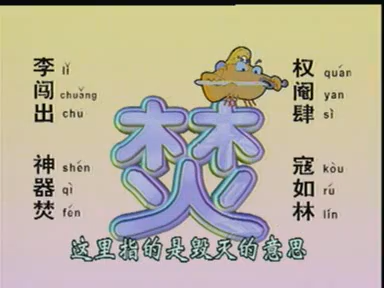 权 quán
阉 yan
肆 sì
寇 kòu
如 rú
林 lín
李 lǐ
闯 chuǎng
出 chu
神 shén
器 qì
焚 fén
焚
这里指的是毁灭的意思